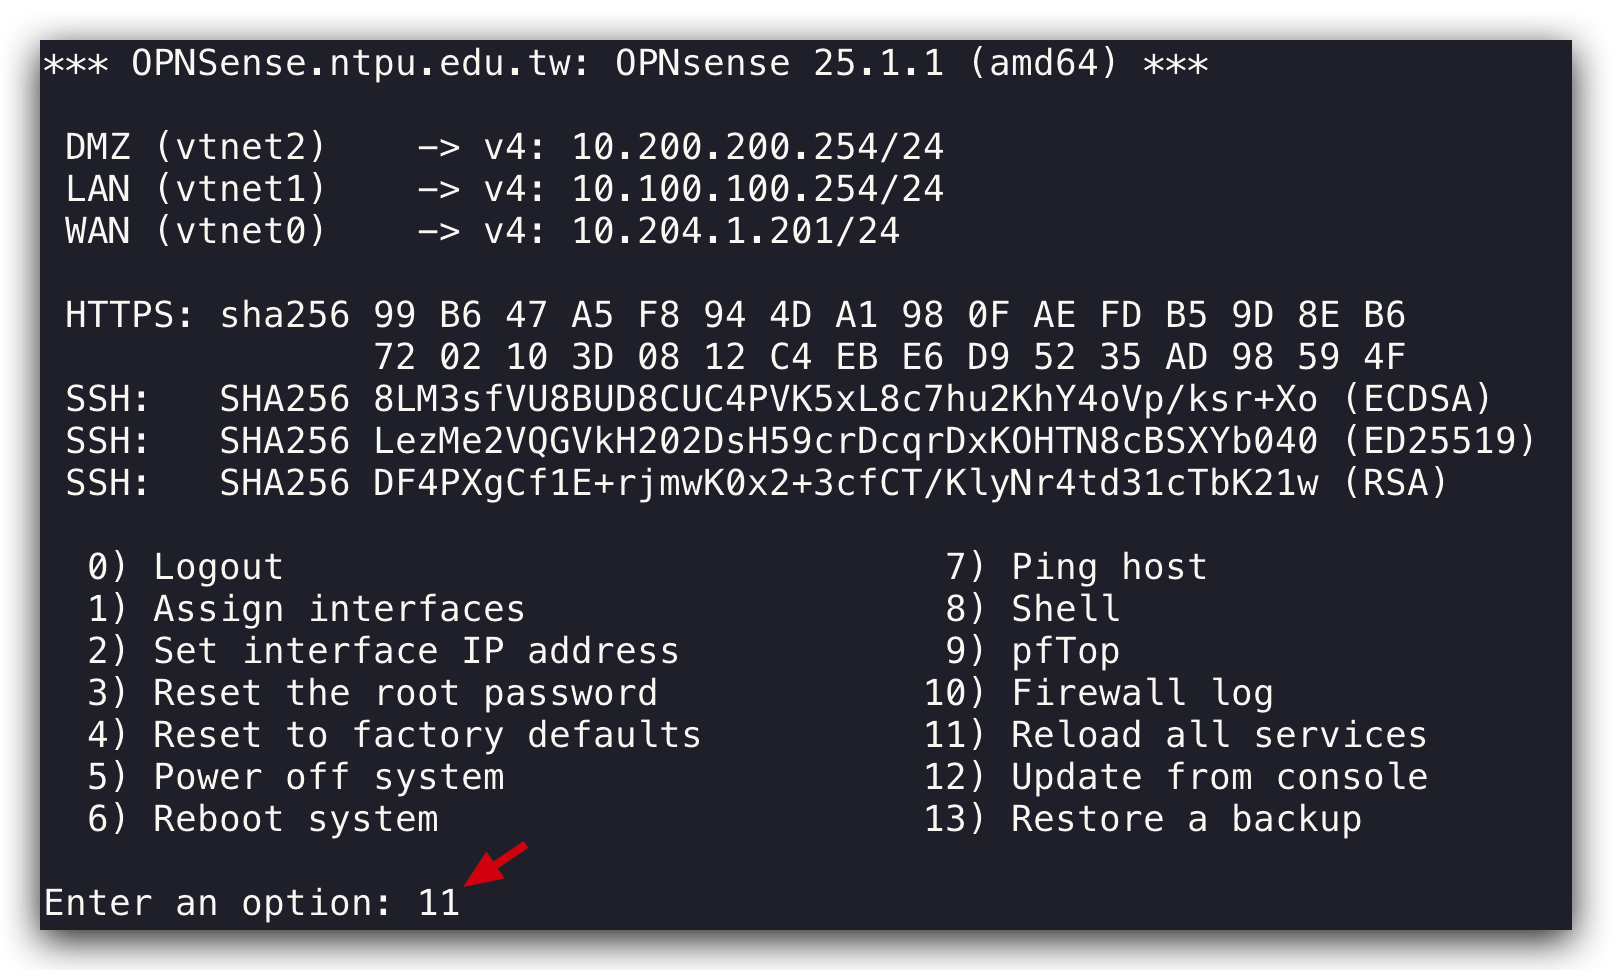 *** OPNSense.ntpu.edu.tw: OPNsense 25.1.1 (amd64) ***
DMZ (vtnet2) -> v4: 10.200.200.254/24
LAN (vtnet1) -> v4: 10.100.100.254/24
WAN (vtnet0) -> v4: 10.204.1.201/24
HTTPS: sha256 99 B6 47 A5 F8 94 4D A1 98 0F AE FD B5 9D 8E B6
72 02 10 3D 08 12 C4 EB E6 D9 52 35 AD 98 59 4F
SSH: SHA256 8LM3sfVU8BUD8CUC4PVK5xL8c7hu2KhY4oVp/ksr+Xo (ECDSA)
SSH: SHA256 LezMe2VQGVkH202DsH59crDcqrDxKOHTN8cBSXYb040 (ED25519)
SSH: SHA256 DF4PXgCf1E+rjmwK0x2+3cfCT/KlyNr4td31cTbK21w (RSA)
0) Logout 7) Ping host
1) Assign interfaces 8) Shell
2) Set interface IP address 9) pfTop
3) Reset the root password 10) Firewall log
4) Reset to factory defaults 11) Reload all services
5) Power off system 12) Update from console
6) Reboot system 13) Restore a backup
Enter an option: 11